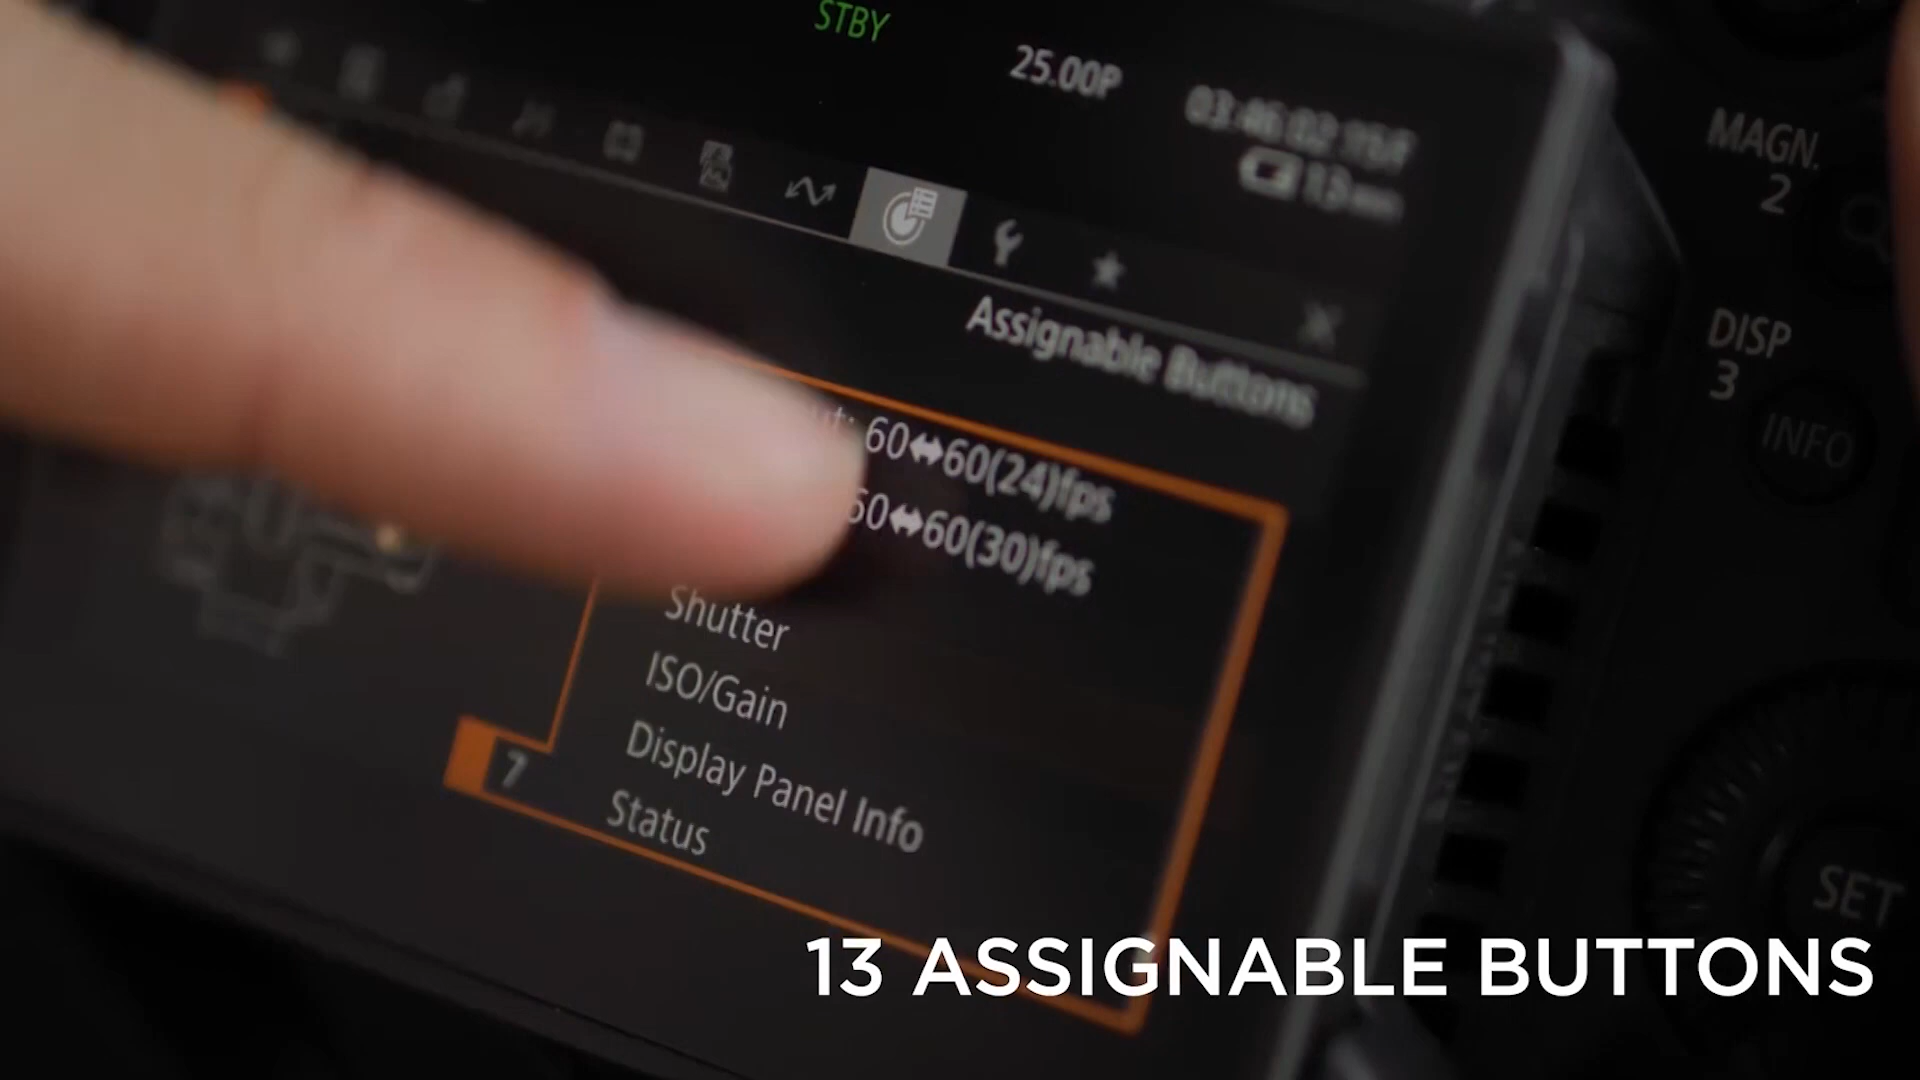 STBY
25.00P
MAGN.
2
DISP
3
INFO
Assignable Buttons
60⬌60(24)fps
60⬌60(30)fps
Shutter
ISO/Gain
Display Panel Info
7
Status
SET
13 ASSIGNABLE BUTTONS